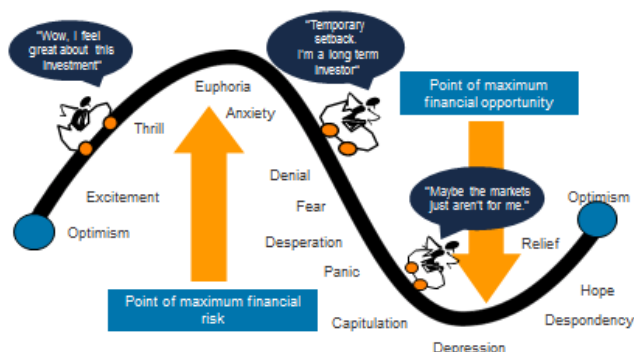 "Wow, I feel
great about this
Investment"
"Temporary
setback.
I'm a long term
Investor"
Point of maximum
financial opportunity
Euphoria
Anxiety
Thrill
Denial
Excitement
Fear
"Maybe the markets
just aren't for me."
Optimism
Optimism
Desperation
Relief
Panic
Point of maximum financial
risk
Hope
Capitulation
Despondency
Depression